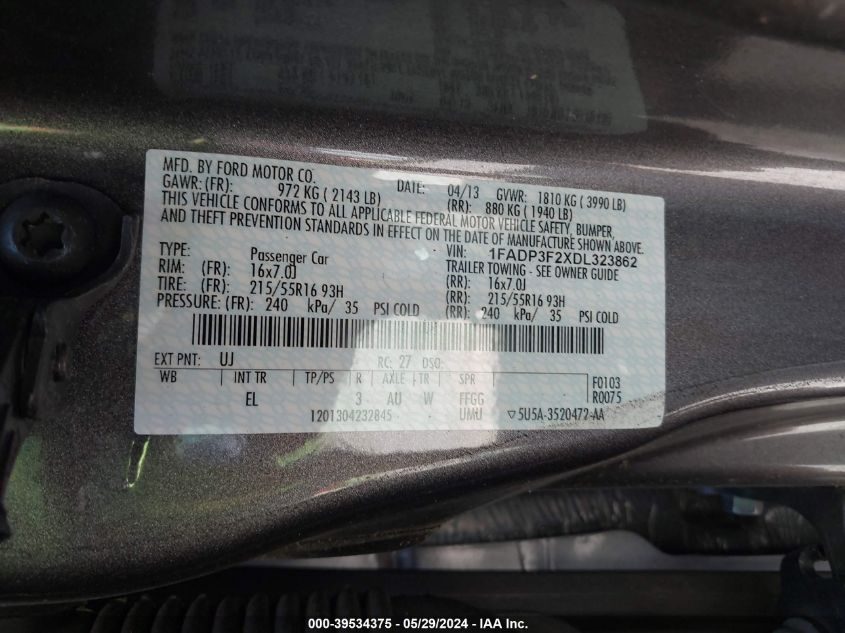 MFD. BY FORD MOTOR CO.
DATE: 04/13 GVWR: 1810 KG ( 3990 LB)
GAWR: (FR): 972 KG ( 2143 LB) (RR): 880 KG ( 1940 LB)
THIS VEHICLE CONFORMS TO ALL APPLICABLE FEDERAL MOTOR VEHICLE SAFETY, BUMPER,
AND THEFT PREVENTION STANDARDS IN EFFECT ON THE DATE OF MANUFACTURE SHOWN ABOVE.
VIN: 1FADP3F2XDL323862
TYPE: Passenger Car TRAILER TOWING - SEE OWNER GUIDE
RIM: (FR) 16x7.0J (RR) 16x7.0J
TIRE: (FR) 215/55R16 93H (RR) 215/55R16 93H
PRESSURE: (FR) 240 kPa/ 35 PSI COLD (RR) 240 kPa/ 35 PSI COLD
EXT PNT: UJ RC: 27 DSO:
WB INT TR TP/PS R AXLE TR SPR F0103
EL 3 AU W FFGG R0075
1201304232845 UMU ▽5U5A-3520472-AA
000-39534375 - 05/29/2024 - IAA Inc.